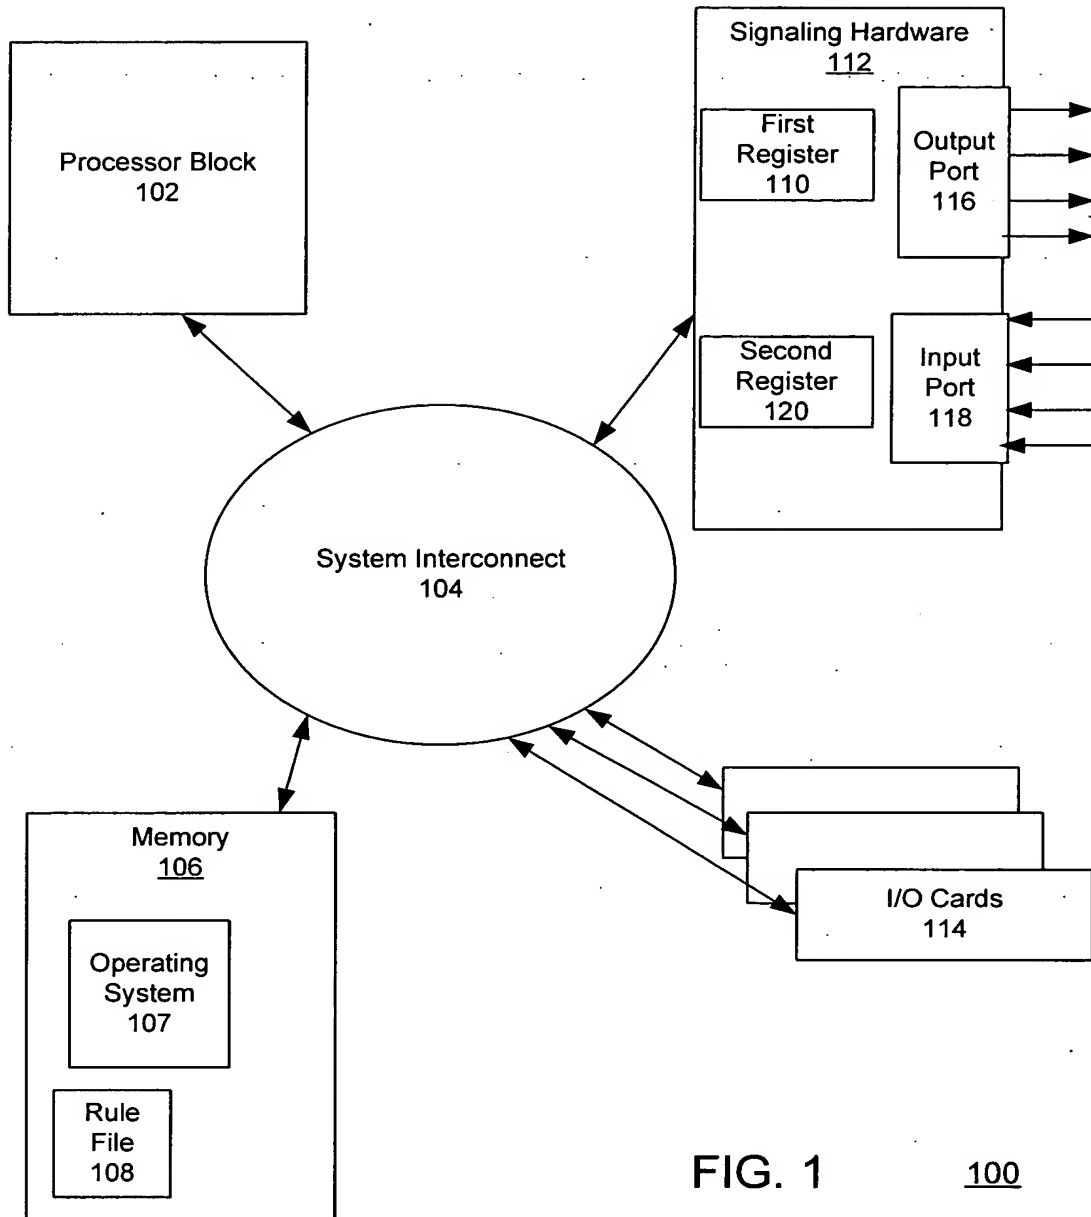 Processor Block
102
Signaling Hardware
112
First
Register
110
Output
Port
116
Second
Register
120
Input
Port
118
System Interconnect
104
Memory
106
Operating
System
107
Rule
File
108
I/O Cards
114
FIG. 1
100